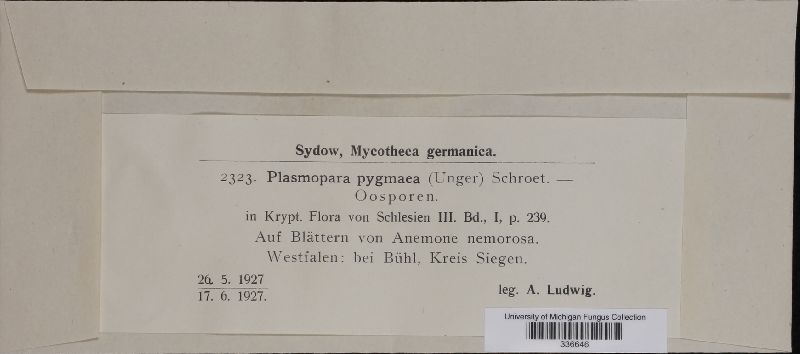 Sydow, Mycotheca germanica.
2323. Plasmopara pygmaea (Unger) Schroet. —
Oosporen.
in Krypt. Flora von Schlesien III. Bd., I, p. 239.
Auf Blättern von Anemone nemorosa.
Westfalen: bei Bühl, Kreis Siegen.
26. 5. 1927
17. 6. 1927.
leg. A. Ludwig.
University of Michigan Fungus Collection
336646